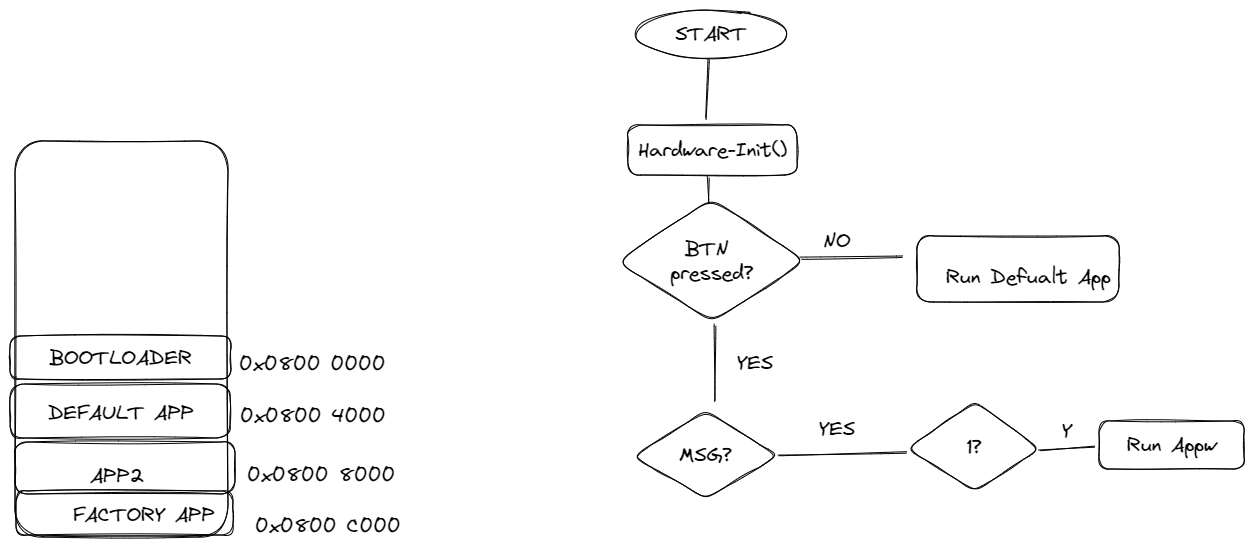 START
Hardware-Init()
BTN
pressed?
NO
Run Defualt App
YES
MSG?
YES
1?
Y
Run Appw
BOOTLOADER
0x0800 0000
DEFAULT APP
0x0800 4000
APP2
0x0800 8000
FACTORY APP
0x0800 C000